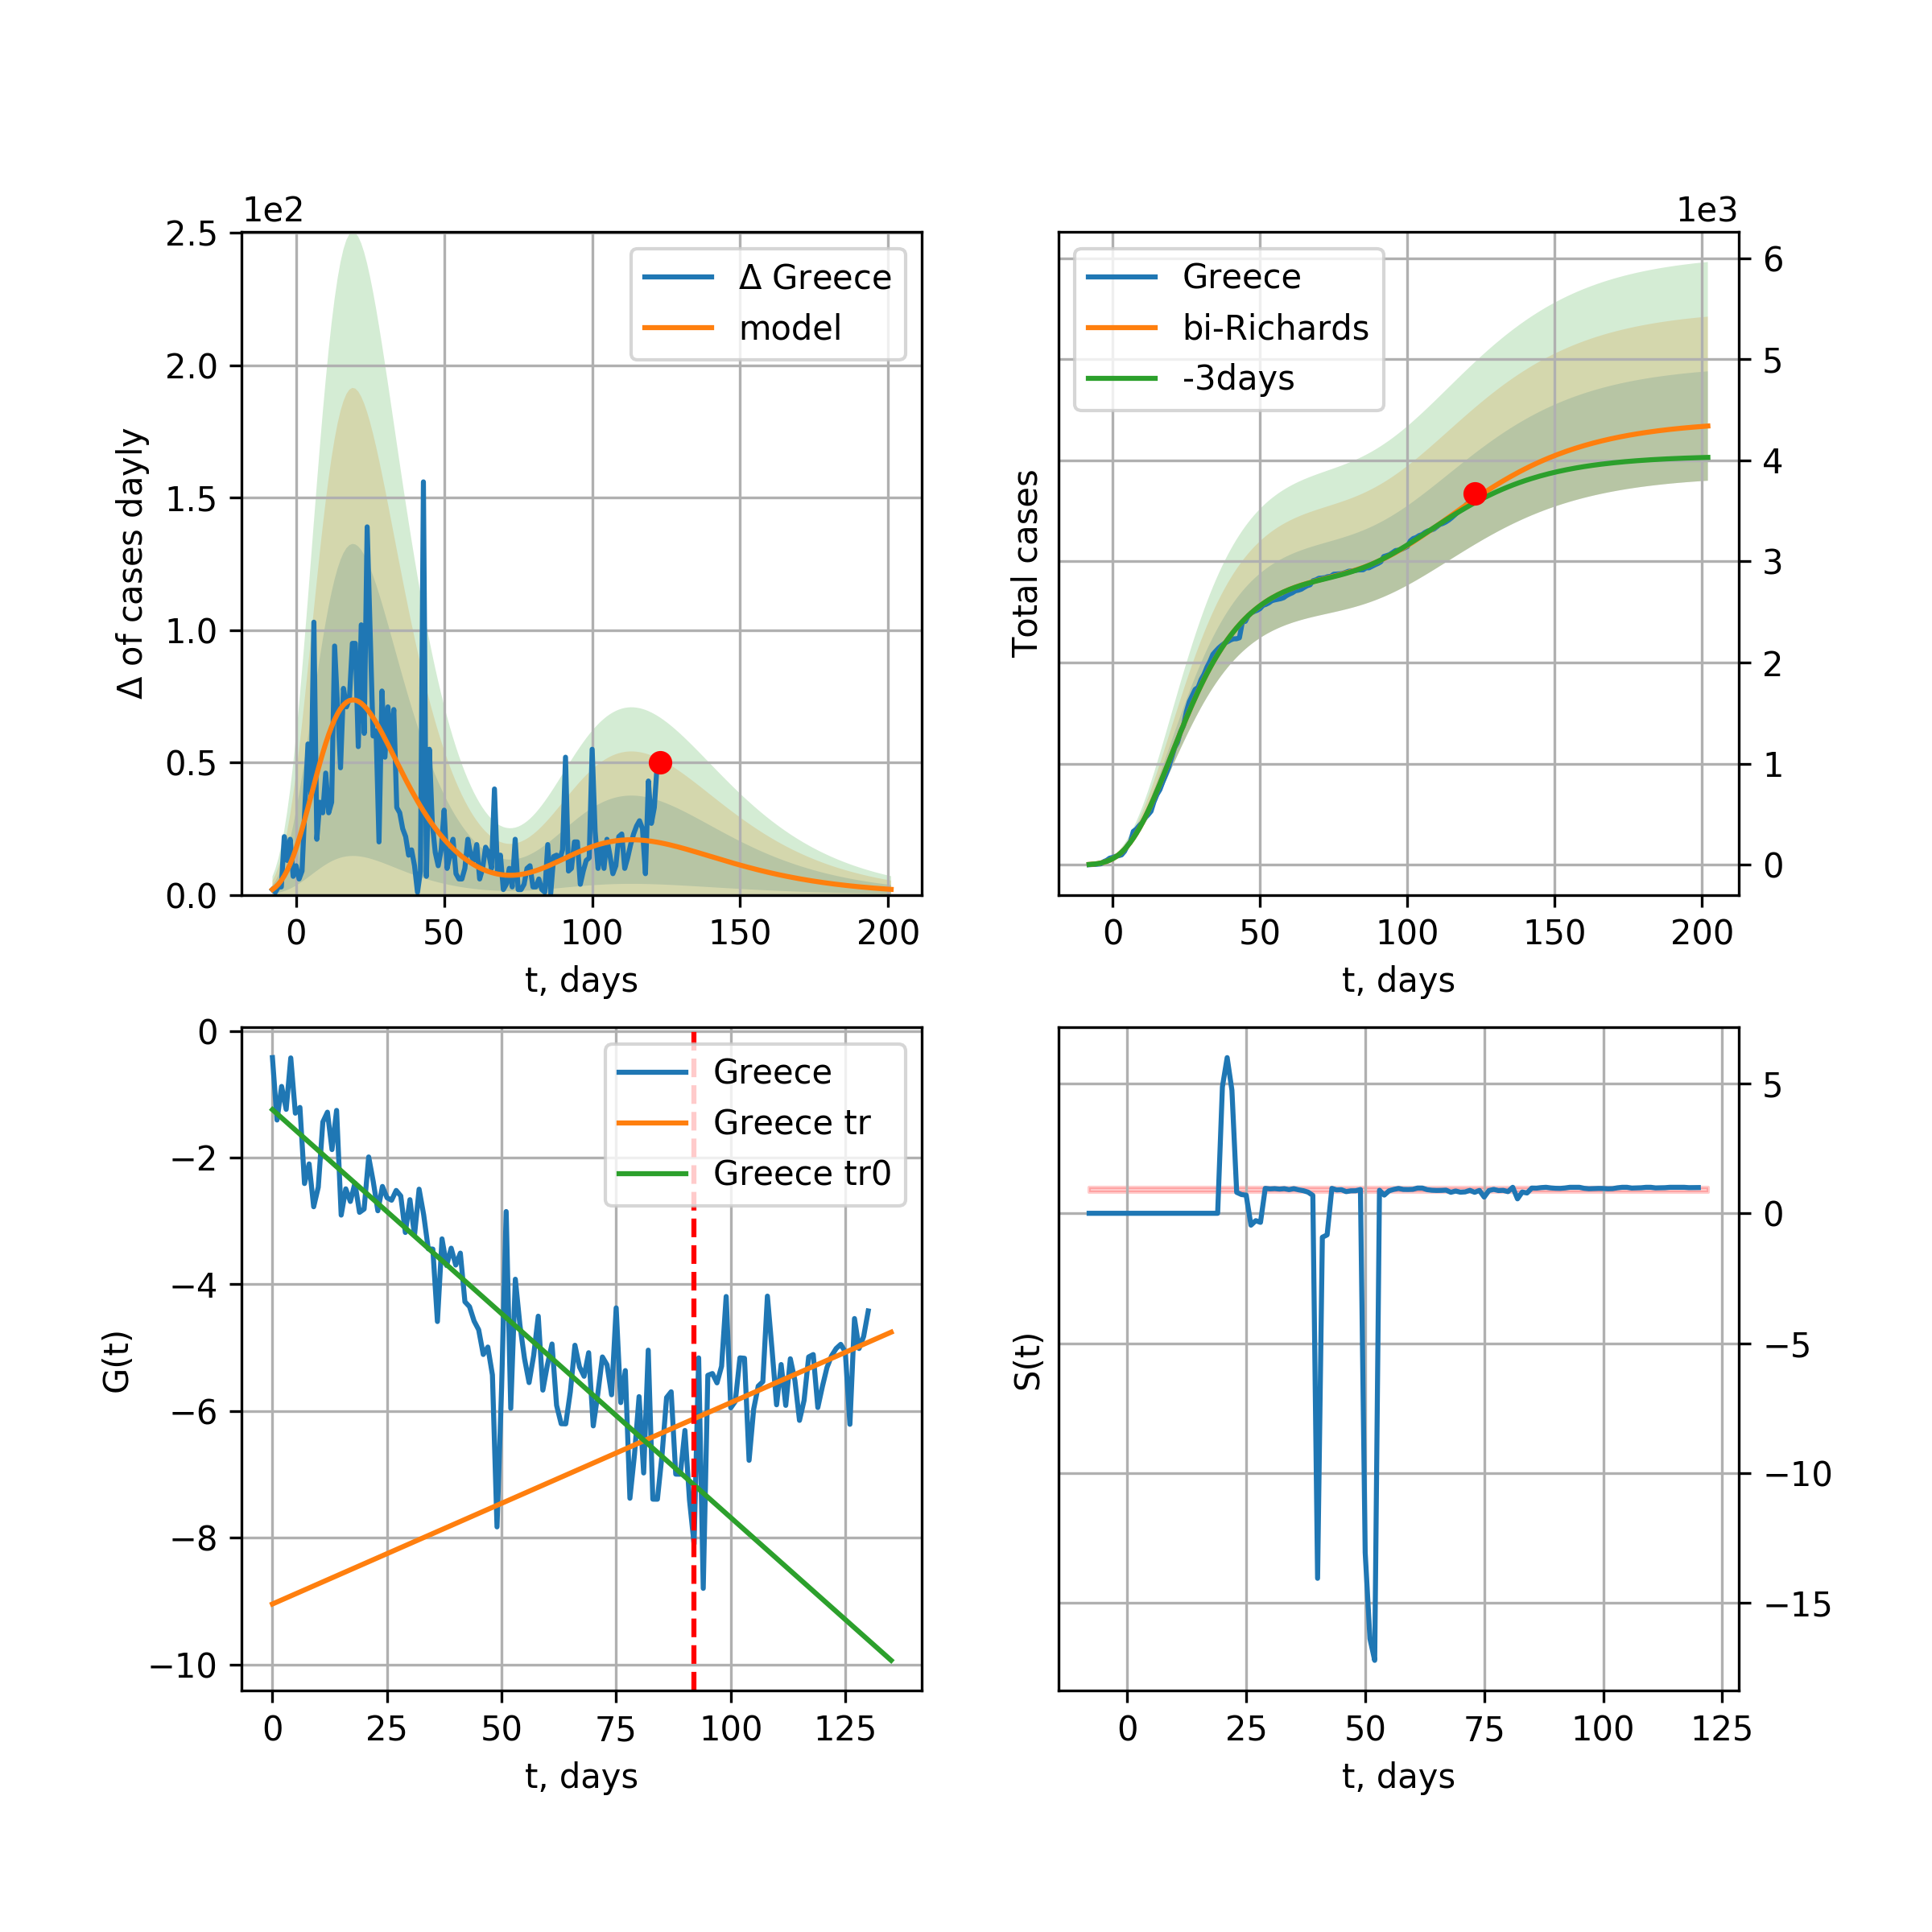 1e2
2.5
2.0
1.5
1.0
0.5
0.0
Δ of cases dayly
Δ Greece
model
0 50 100 150 200
t, days
1e3
Greece
bi-Richards
-3days
Total cases
6
5
4
3
2
1
0
0 50 100 150 200
t, days
0
−2
−4
−6
−8
−10
G(t)
Greece
Greece tr
Greece tr0
0 25 50 75 100 125
t, days
S(t)
5
0
−5
−10
−15
0 25 50 75 100 125
t, days